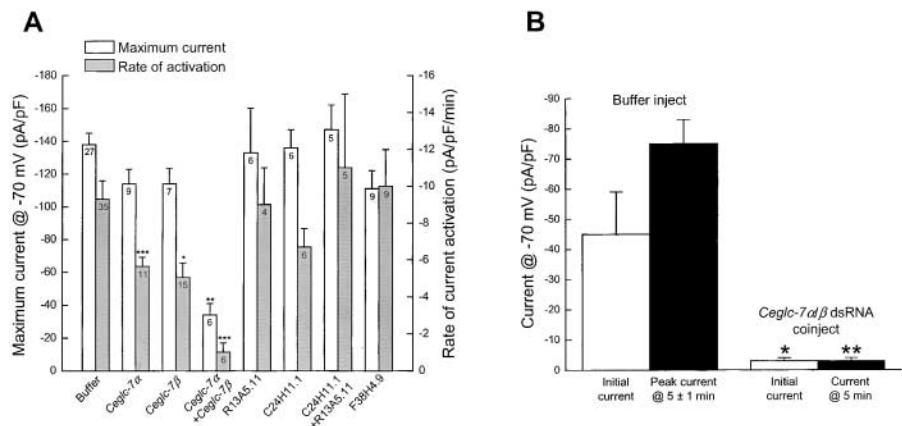 A
Maximum current
Rate of activation
Maximum current @ -70 mV (pA/pF)
-180
-160
-140
-120
-100
-80
-60
-40
-20
0
27
35
9
***
11
7
*
15
**
6
***
6
6
4
6
6
5
5
9
9
-16
-14
-12
-10
-8
-6
-4
-2
0
Rate of current activation (pA/pF/min)
Buffer
Ceglc-7α
Ceglc-7β
Ceglc-7α
+Ceglc-7β
R13A5.11
C24H11.1
C24H11.1
+R13A5.11
F38H4.9
B
Current @ -70 mV (pA/pF)
-90
-80
-70
-60
-50
-40
-30
-20
-10
0
Buffer inject
Ceglc-7α/β dsRNA
coinject
*
**
Initial
current
Peak current
@ 5 ± 1 min
Initial
current
Current
@ 5 min